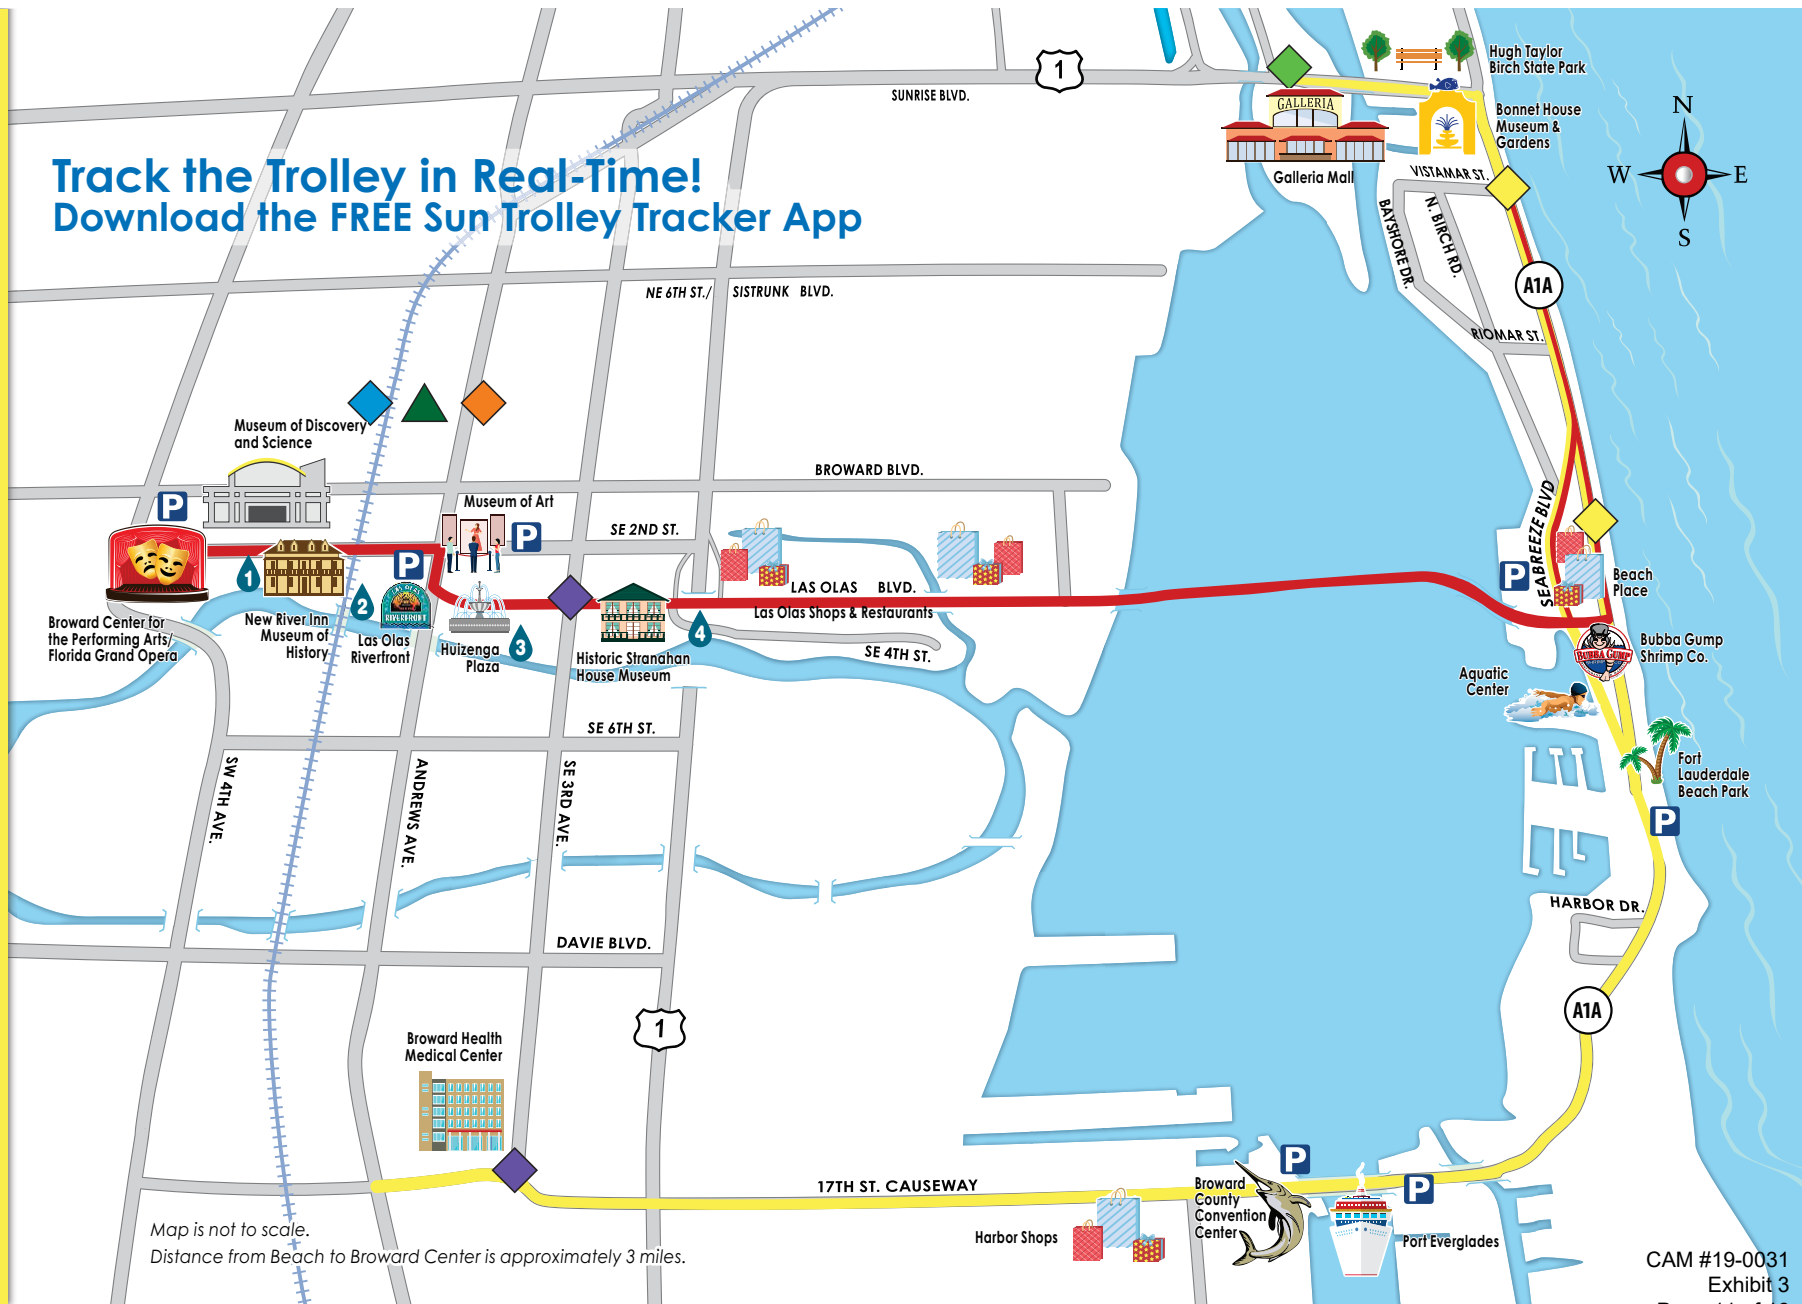 Track the Trolley in Real-Time!
Download the FREE Sun Trolley Tracker App
1
SUNRISE BLVD.
GALLERIA
Galleria Mall
Hugh Taylor
Birch State Park
Bonnet House
Museum &
Gardens
N
W
E
S
VISTAMAR ST.
BAYSHORE DR.
N. BIRCH RD.
A1A
RIOMAR ST.
NE 6TH ST./ SISTRUNK BLVD.
Museum of Discovery
and Science
BROWARD BLVD.
P
Museum of Art
P
SE 2ND ST.
P
SEABREEZE BLVD
P
Beach
Place
1
New River Inn
Museum of
History
2
LAS OLAS
RIVERFRONT
Las Olas
Riverfront
Huizenga
Plaza
3
Historic Stranahan
House Museum
4
LAS OLAS BLVD.
Las Olas Shops & Restaurants
SE 4TH ST.
Broward Center for
the Performing Arts/
Florida Grand Opera
BUBBA GUMP
Bubba Gump
Shrimp Co.
Aquatic
Center
SE 6TH ST.
Fort
Lauderdale
Beach Park
P
SW 4TH AVE.
ANDREWS AVE.
SE 3RD AVE.
HARBOR DR.
DAVIE BLVD.
A1A
1
Broward Health
Medical Center
17TH ST. CAUSEWAY
Harbor Shops
Broward
County
Convention
Center
P
P
Port Everglades
Map is not to scale.
Distance from Beach to Broward Center is approximately 3 miles.
CAM #19-0031
Exhibit 3